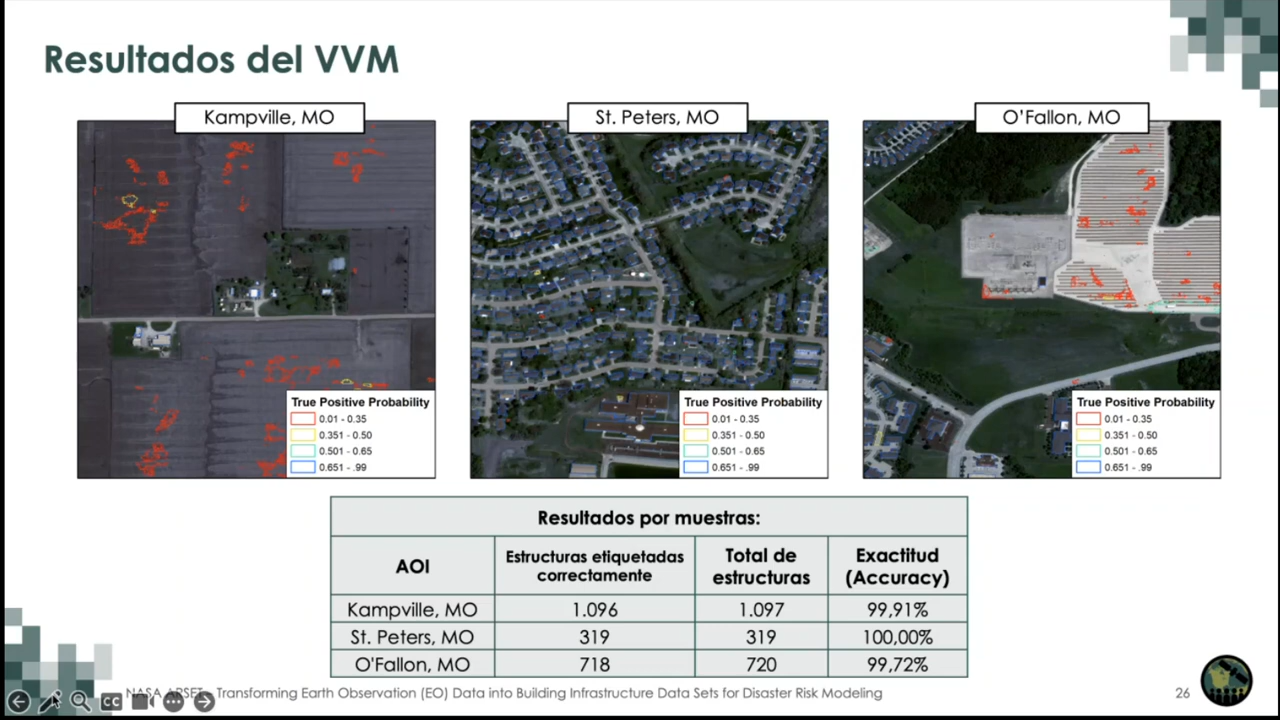 Resultados del VVM
Kampville, MO
St. Peters, MO
O'Fallon, MO
True Positive Probability
0.01 - 0.35
0.351 - 0.50
0.501 - 0.65
0.651 - .99
True Positive Probability
0.01 - 0.35
0.351 - 0.50
0.501 - 0.65
0.651 - .99
True Positive Probability
0.01 - 0.35
0.351 - 0.50
0.501 - 0.65
0.651 - .99
Resultados por muestras:
AOI
Estructuras etiquetadas
correctamente
Total de
estructuras
Exactitud
(Accuracy)
Kampville, MO 1.096 1.097 99,91%
St. Peters, MO 319 319 100,00%
O'Fallon, MO 718 720 99,72%
NASA ARSET – Transforming Earth Observation (EO) Data into Building Infrastructure Data Sets for Disaster Risk Modeling
26
CC